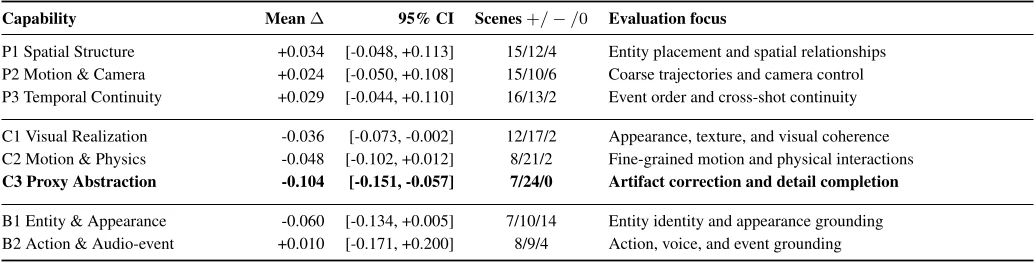 Capability Mean Δ 95% CI Scenes +/ − /0 Evaluation focus
P1 Spatial Structure +0.034 [-0.048, +0.113] 15/12/4 Entity placement and spatial relationships
P2 Motion & Camera +0.024 [-0.050, +0.108] 15/10/6 Coarse trajectories and camera control
P3 Temporal Continuity +0.029 [-0.044, +0.110] 16/13/2 Event order and cross-shot continuity
C1 Visual Realization -0.036 [-0.073, -0.002] 12/17/2 Appearance, texture, and visual coherence
C2 Motion & Physics -0.048 [-0.102, +0.012] 8/21/2 Fine-grained motion and physical interactions
C3 Proxy Abstraction -0.104 [-0.151, -0.057] 7/24/0 Artifact correction and detail completion
B1 Entity & Appearance -0.060 [-0.134, +0.005] 7/10/14 Entity identity and appearance grounding
B2 Action & Audio-event +0.010 [-0.171, +0.200] 8/9/4 Action, voice, and event grounding